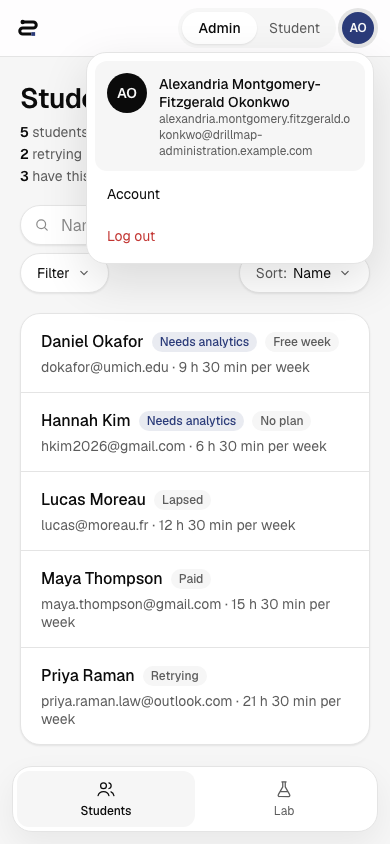 Admin
Student
AO
AO
Alexandria Montgomery-
Fitzgerald Okonkwo
alexandria.montgomery.fitzgerald.o
konkwo@drillmap-
administration.example.com
Account
Log out
5 students
2 retrying
3 have
Filter
Sort: Name
Daniel Okafor Needs analytics Free week
dokafor@umich.edu · 9 h 30 min per week
Hannah Kim Needs analytics No plan
hkim2026@gmail.com · 6 h 30 min per week
Lucas Moreau Lapsed
lucas@moreau.fr · 12 h 30 min per week
Maya Thompson Paid
maya.thompson@gmail.com · 15 h 30 min per
week
Priya Raman Retrying
priya.raman.law@outlook.com · 21 h 30 min per
week
Students
Lab